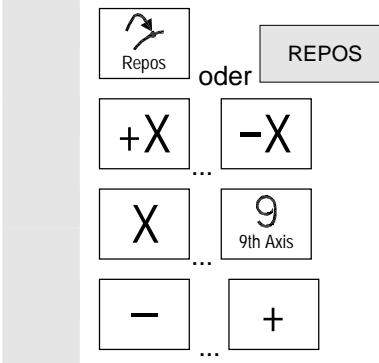 Repos oder REPOS
+X ... −X
X ... 9 9th Axis
− ... +